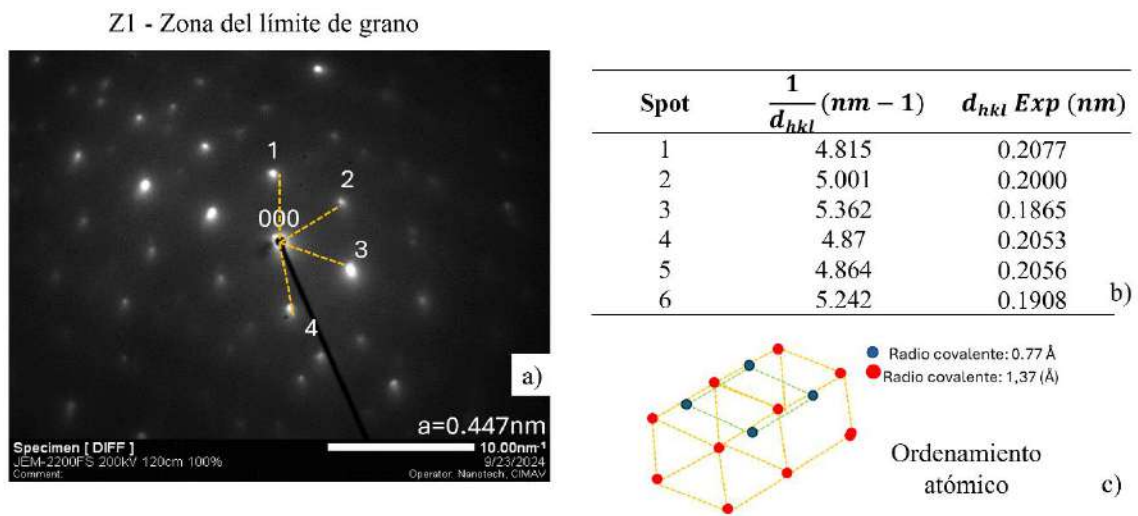 Z1 - Zona del límite de grano
1
2
000
3
4
a)
a=0.447nm
Specimen [ DIFF ]
10.00nm-1
JEM-2200FS 200kV 120cm 100%
9/23/2024
Comment:
Operator: Nanotech, CIMAV
Spot 1/d_hkl (nm − 1) d_hkl Exp (nm)
1 4.815 0.2077
2 5.001 0.2000
3 5.362 0.1865
4 4.87 0.2053
5 4.864 0.2056
6 5.242 0.1908
b)
Radio covalente: 0.77 Å
Radio covalente: 1,37 (Å)
Ordenamiento
atómico
c)